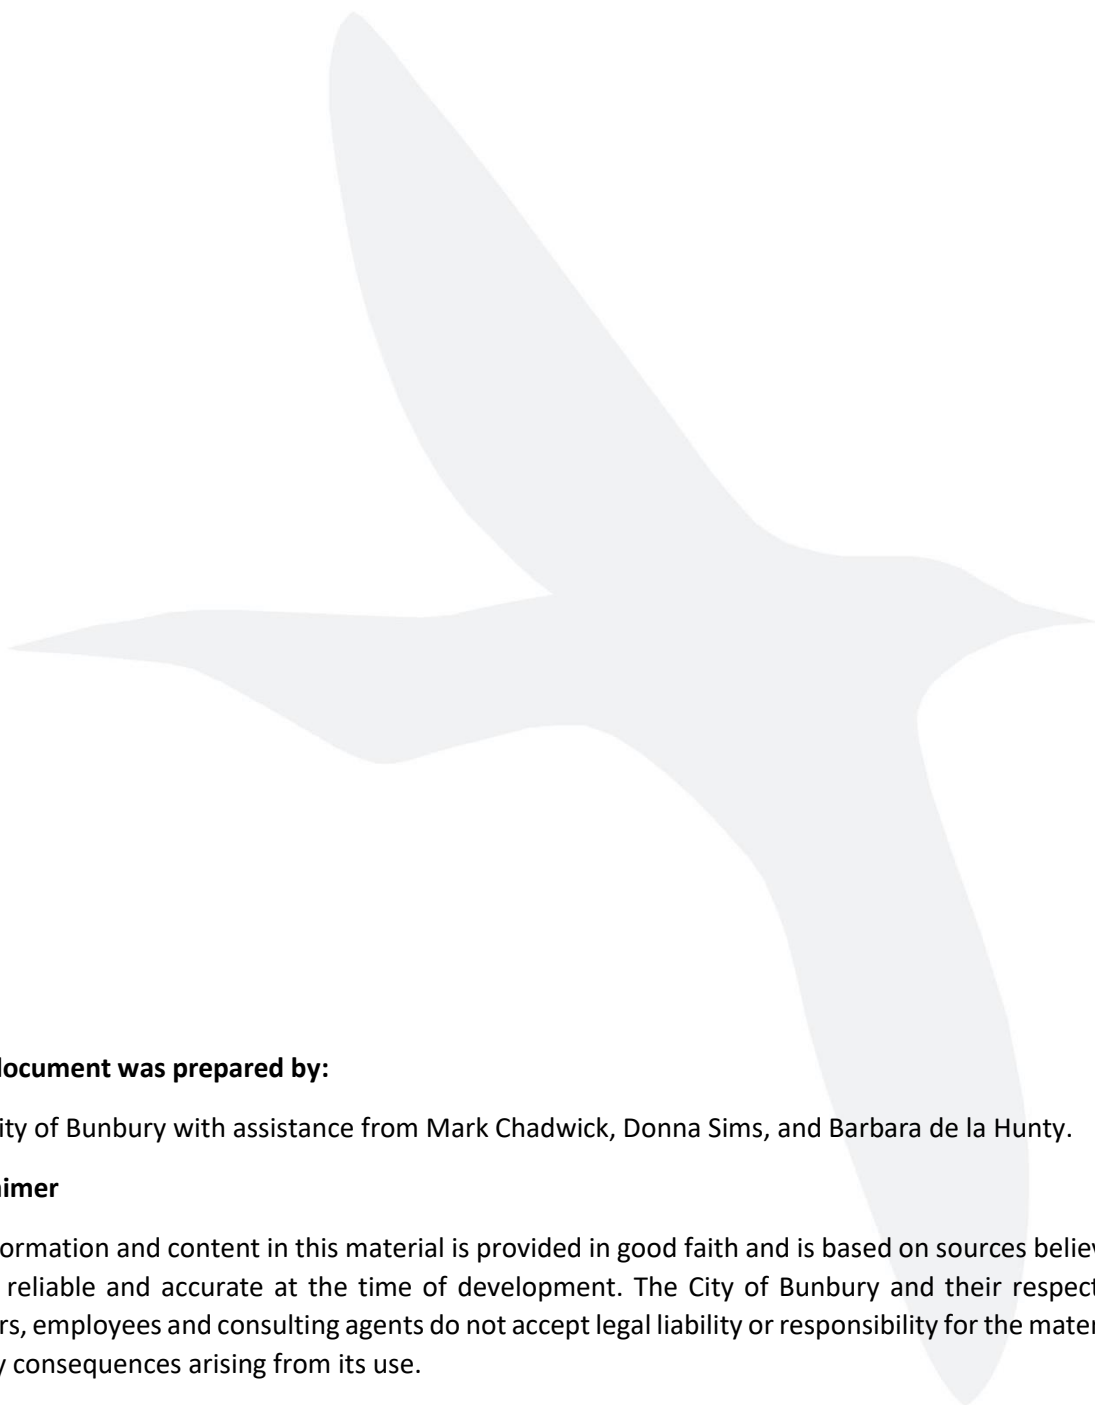 locument was prepared by:
ity of Bunbury with assistance from Mark Chadwick, Donna Sims, and Barbara de la Hunty.
imer
ormation and content in this material is provided in good faith and is based on sources believ
reliable and accurate at the time of development. The City of Bunbury and their respect
rs, employees and consulting agents do not accept legal liability or responsibility for the mater
y consequences arising from its use.